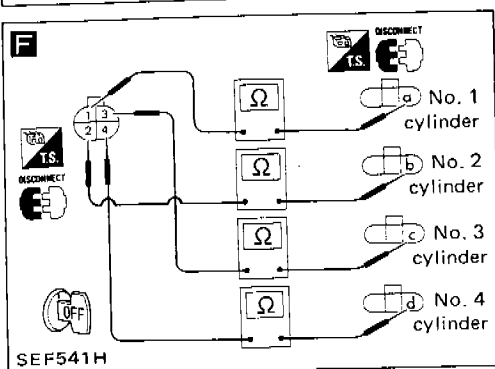 F
DISCONNECT
T.S.
Ω
a
No. 1
cylinder
1 3
2 4
T.S.
DISCONNECT
Ω
b
No. 2
cylinder
Ω
c
No. 3
cylinder
OFF
Ω
d
No. 4
cylinder
SEF541H